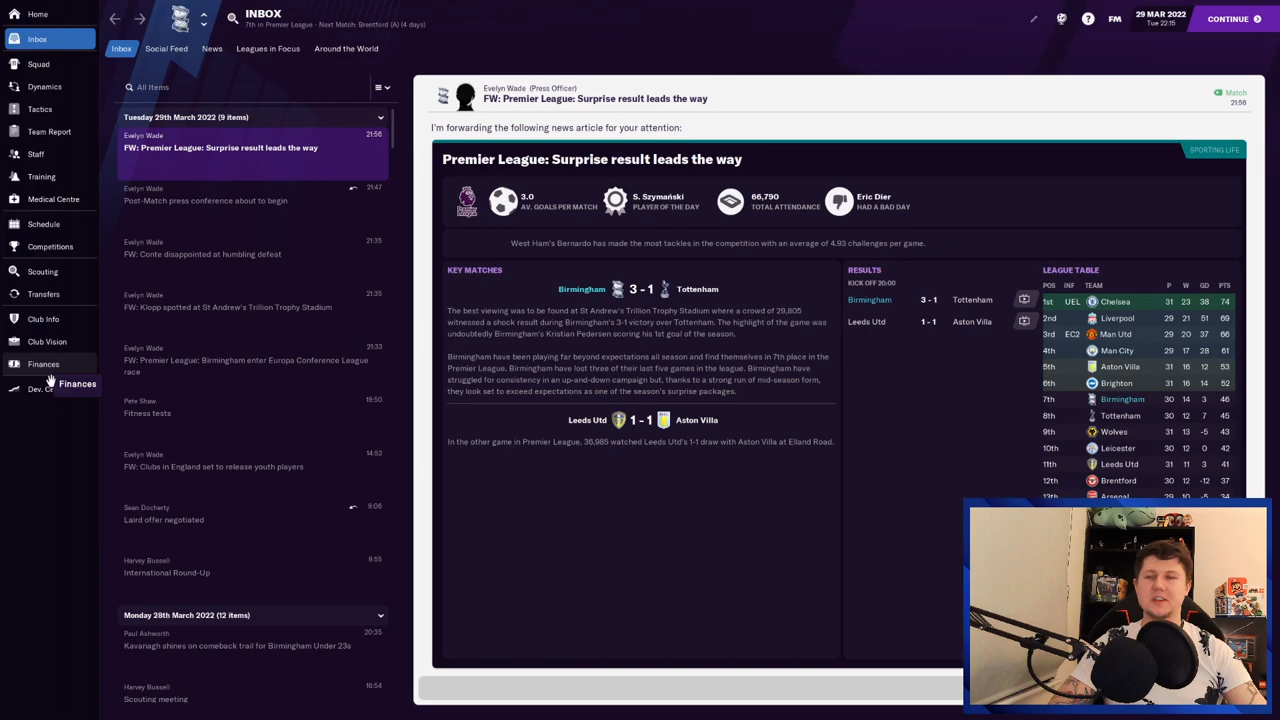 Home
Inbox
Squad
Dynamics
Tactics
Team Report
Staff
Training
Medical Centre
Schedule
Competitions
Scouting
Transfers
Club Info
Club Vision
Finances
Dev. Ce
Finances
INBOX
7th in Premier League - Next Match: Brentford (A) (4 days)
FM
29 MAR 2022
Tue 22:15
CONTINUE
Inbox
Social Feed
News
Leagues in Focus
Around the World
All Items
Tuesday 29th March 2022 (9 items)
Evelyn Wade 21:56
FW: Premier League: Surprise result leads the way
Evelyn Wade 21:47
Post-Match press conference about to begin
Evelyn Wade 21:35
FW: Conte disappointed at humbling defeat
Evelyn Wade 21:35
FW: Klopp spotted at St Andrew's Trillion Trophy Stadium
Evelyn Wade 21:33
FW: Premier League: Birmingham enter Europa Conference League
race
Pete Shaw 19:50
Fitness tests
Evelyn Wade 14:52
FW: Clubs in England set to release youth players
Sean Docherty 9:06
Laird offer negotiated
Harvey Bussell 8:55
International Round-Up
Monday 28th March 2022 (12 items)
Paul Ashworth 20:35
Kavanagh shines on comeback trail for Birmingham Under 23s
Harvey Bussell 16:54
Scouting meeting
Evelyn Wade (Press Officer)
FW: Premier League: Surprise result leads the way
Match
21:56
I'm forwarding the following news article for your attention:
Premier League: Surprise result leads the way
SPORTING LIFE
3.0
AV. GOALS PER MATCH
S. Szymański
PLAYER OF THE DAY
66,790
TOTAL ATTENDANCE
Eric Dier
HAD A BAD DAY
West Ham's Bernardo has made the most tackles in the competition with an average of 4.93 challenges per game.
KEY MATCHES
Birmingham 3 - 1 Tottenham
The best viewing was to be found at St Andrew's Trillion Trophy Stadium where a crowd of 29,805
witnessed a shock result during Birmingham's 3-1 victory over Tottenham. The highlight of the game was
undoubtedly Birmingham's Kristian Pedersen scoring his 1st goal of the season.
Birmingham have been playing far beyond expectations all season and find themselves in 7th place in the
Premier League. Birmingham have lost three of their last five games in the league. Birmingham have
struggled for consistency in an up-and-down campaign but, thanks to a strong run of mid-season form,
they look set to exceed expectations as one of the season's surprise packages.
Leeds Utd 1 - 1 Aston Villa
In the other game in Premier League, 36,985 watched Leeds Utd's 1-1 draw with Aston Villa at Elland Road.
RESULTS
KICK OFF 20:00
Birmingham 3 - 1 Tottenham
Leeds Utd 1 - 1 Aston Villa
LEAGUE TABLE
POS INF TEAM P W GD PTS
1st UEL Chelsea 31 23 38 74
2nd Liverpool 29 21 51 69
3rd EC2 Man Utd 29 20 37 66
4th Man City 29 17 28 61
5th Aston Villa 31 16 12 53
6th Brighton 31 16 14 52
7th Birmingham 30 14 3 46
8th Tottenham 30 12 7 45
9th Wolves 31 13 -5 43
10th Leicester 30 12 0 42
11th Leeds Utd 31 11 3 41
12th Brentford 30 12 -12 37
13th Arsenal 29 10 -5 34